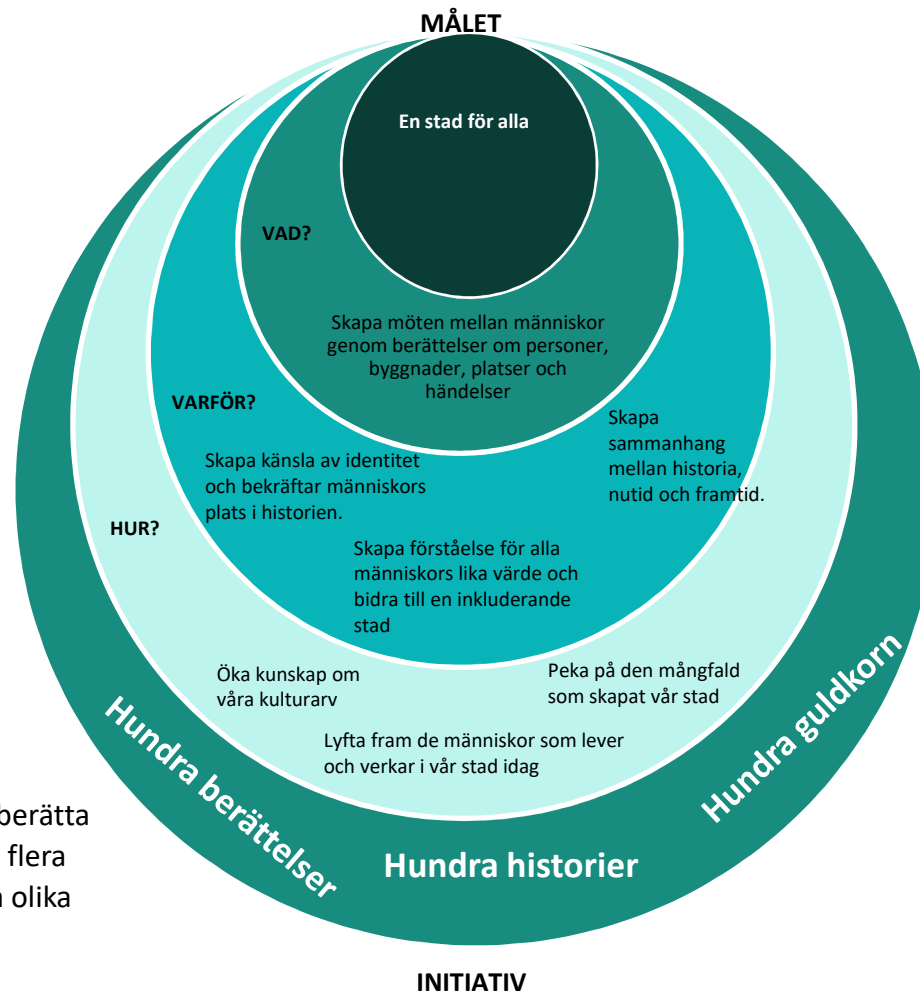 MÅLET
En stad för alla
VAD?
Skapa möten mellan människor
genom berättelser om personer,
byggnader, platser och
händelser
VARFÖR?
Skapa känsla av identitet
och bekräftar människors
plats i historien.
Skapa
sammanhang
mellan historia,
nutid och framtid.
Skapa förståelse för alla
människors lika värde och
bidra till en inkluderande
stad
HUR?
Öka kunskap om
våra kulturarv
Peka på den mångfald
som skapat vår stad
Lyfta fram de människor som lever
och verkar i vår stad idag
Hundra berättelser
Hundra historier
Hundra guldkorn
berätta
flera
olika
INITIATIV